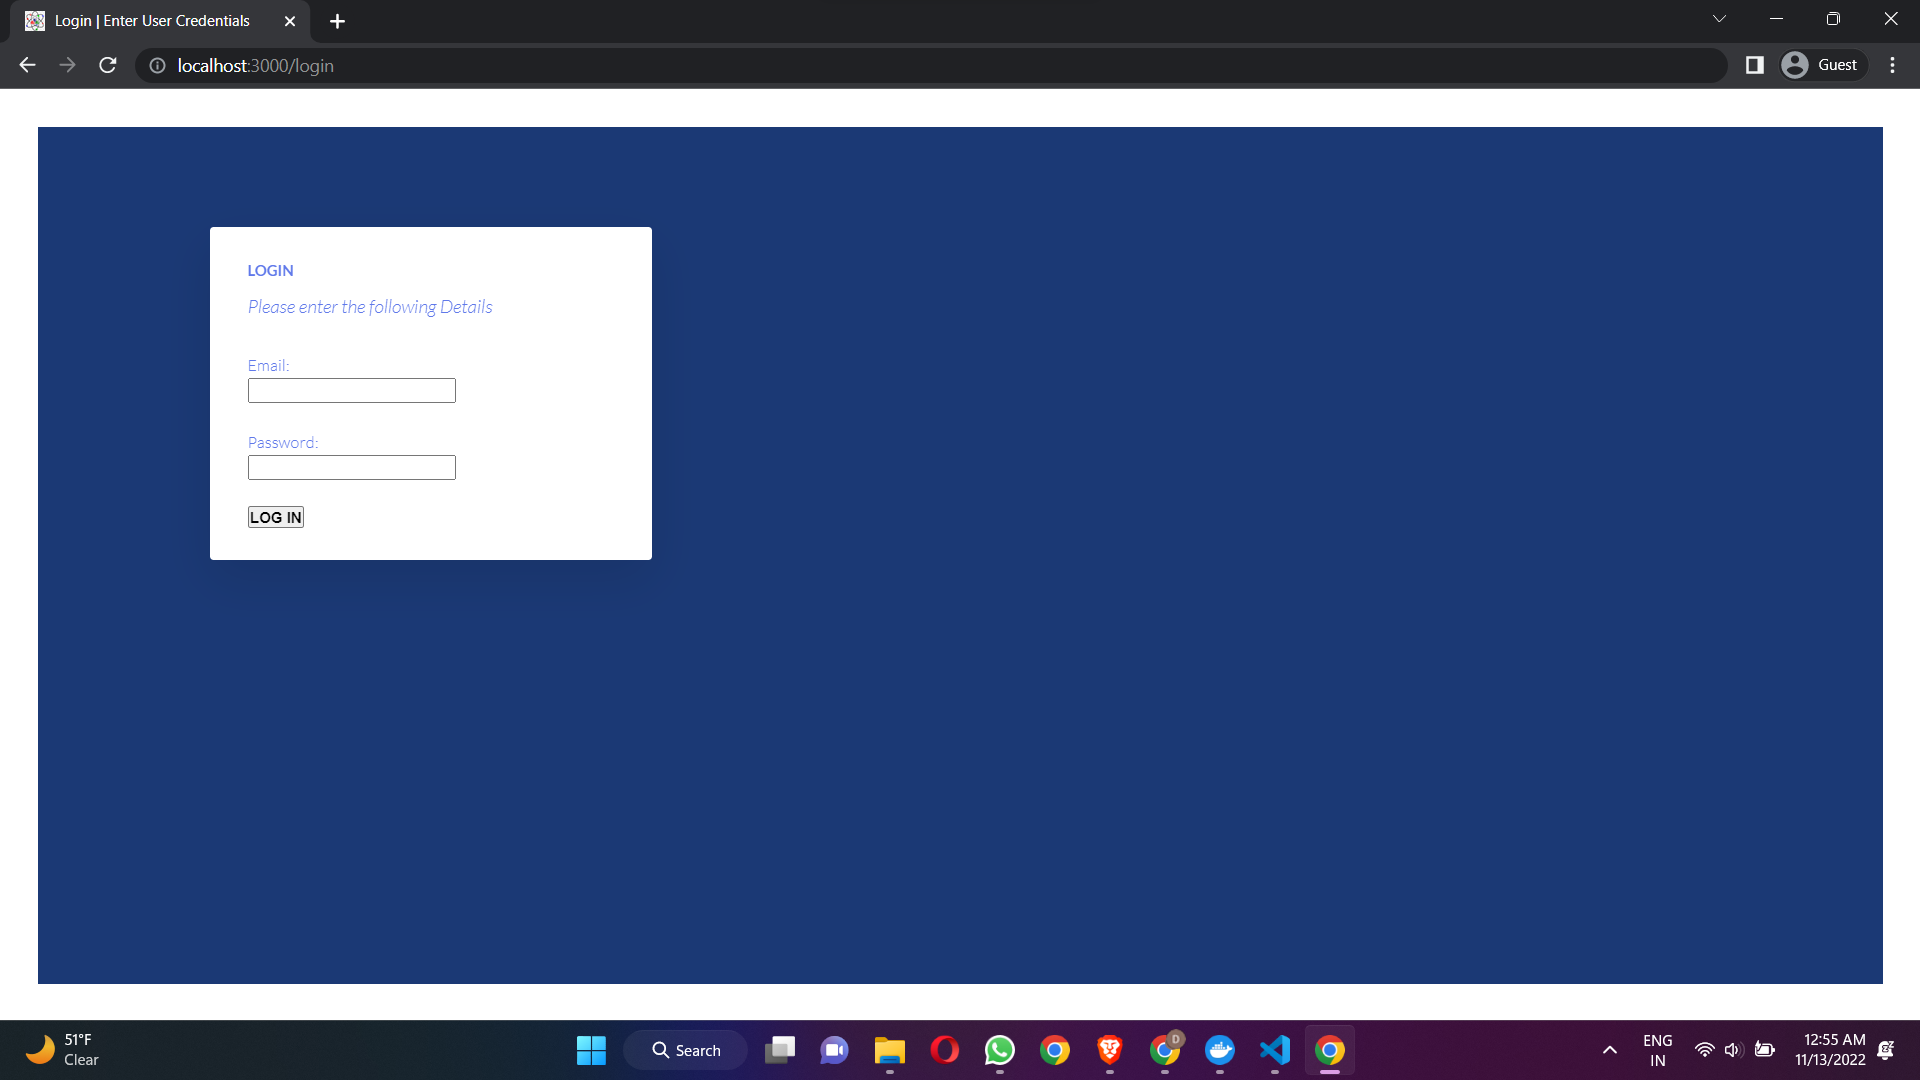 Login | Enter User Credentials
localhost:3000/login
Guest
LOGIN
Please enter the following Details
Email:
Password:
LOG IN
51°F
Clear
Search
D
ENG
IN
12:55 AM
11/13/2022